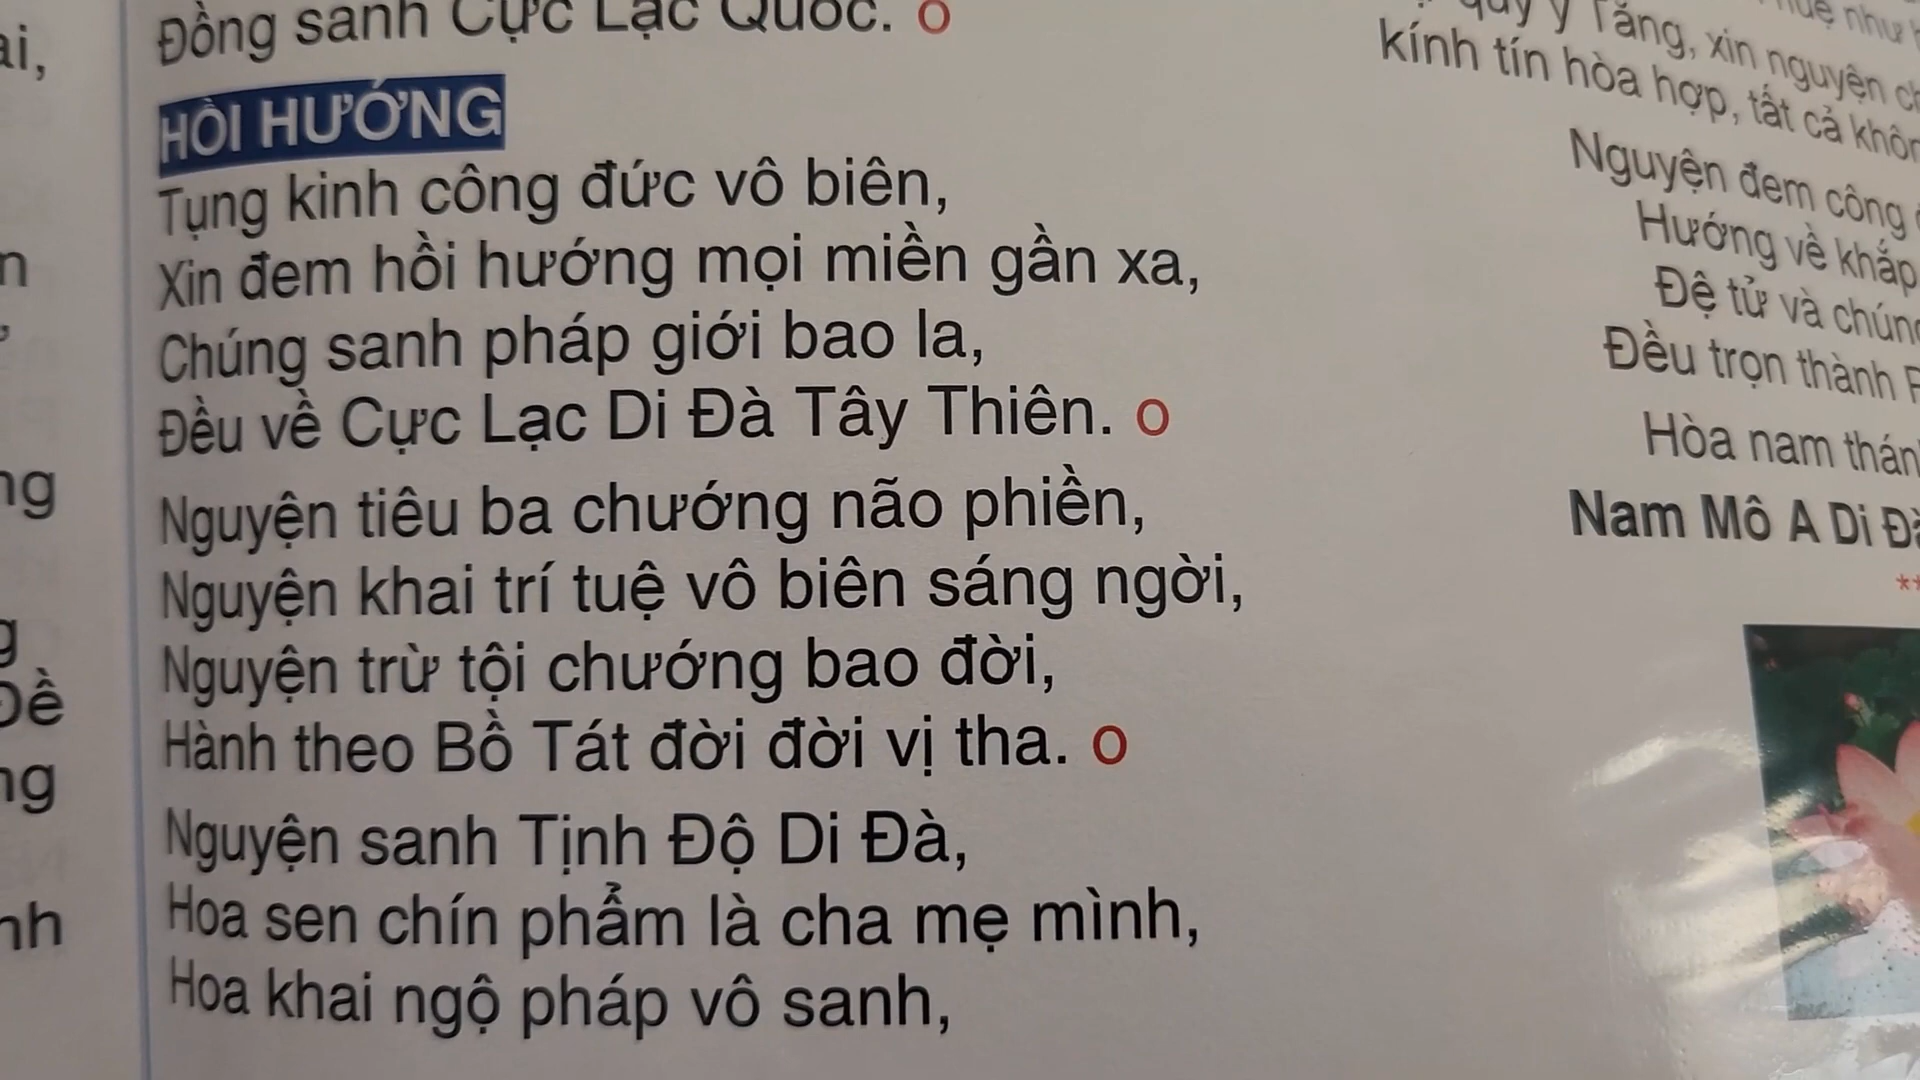 Đồng sanh Cực Lạc Quốc. o
HỒI HƯỚNG
Tụng kinh công đức vô biên,
Xin đem hồi hướng mọi miền gần xa,
Chúng sanh pháp giới bao la,
Đều về Cực Lạc Di Đà Tây Thiên. o
Nguyện tiêu ba chướng não phiền,
Nguyện khai trí tuệ vô biên sáng ngời,
Nguyện trừ tội chướng bao đời,
Hành theo Bồ Tát đời đời vị tha. o
Nguyện sanh Tịnh Độ Di Đà,
Hoa sen chín phẩm là cha mẹ mình,
Hoa khai ngộ pháp vô sanh,
như
quy y Tăng, xin nguyện
kính tín hòa hợp, tất cả
Nguyện đem công
Hướng về khắp
Đệ tử và
Đều trọn thành
Hòa nam
Nam Mô A Di